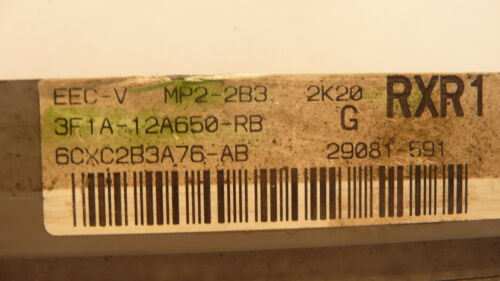 EEC-V MP2-2B3 2K20 RXR1
3F1A-12A650-RB G
6CXC2B3A76-AB 29081-591